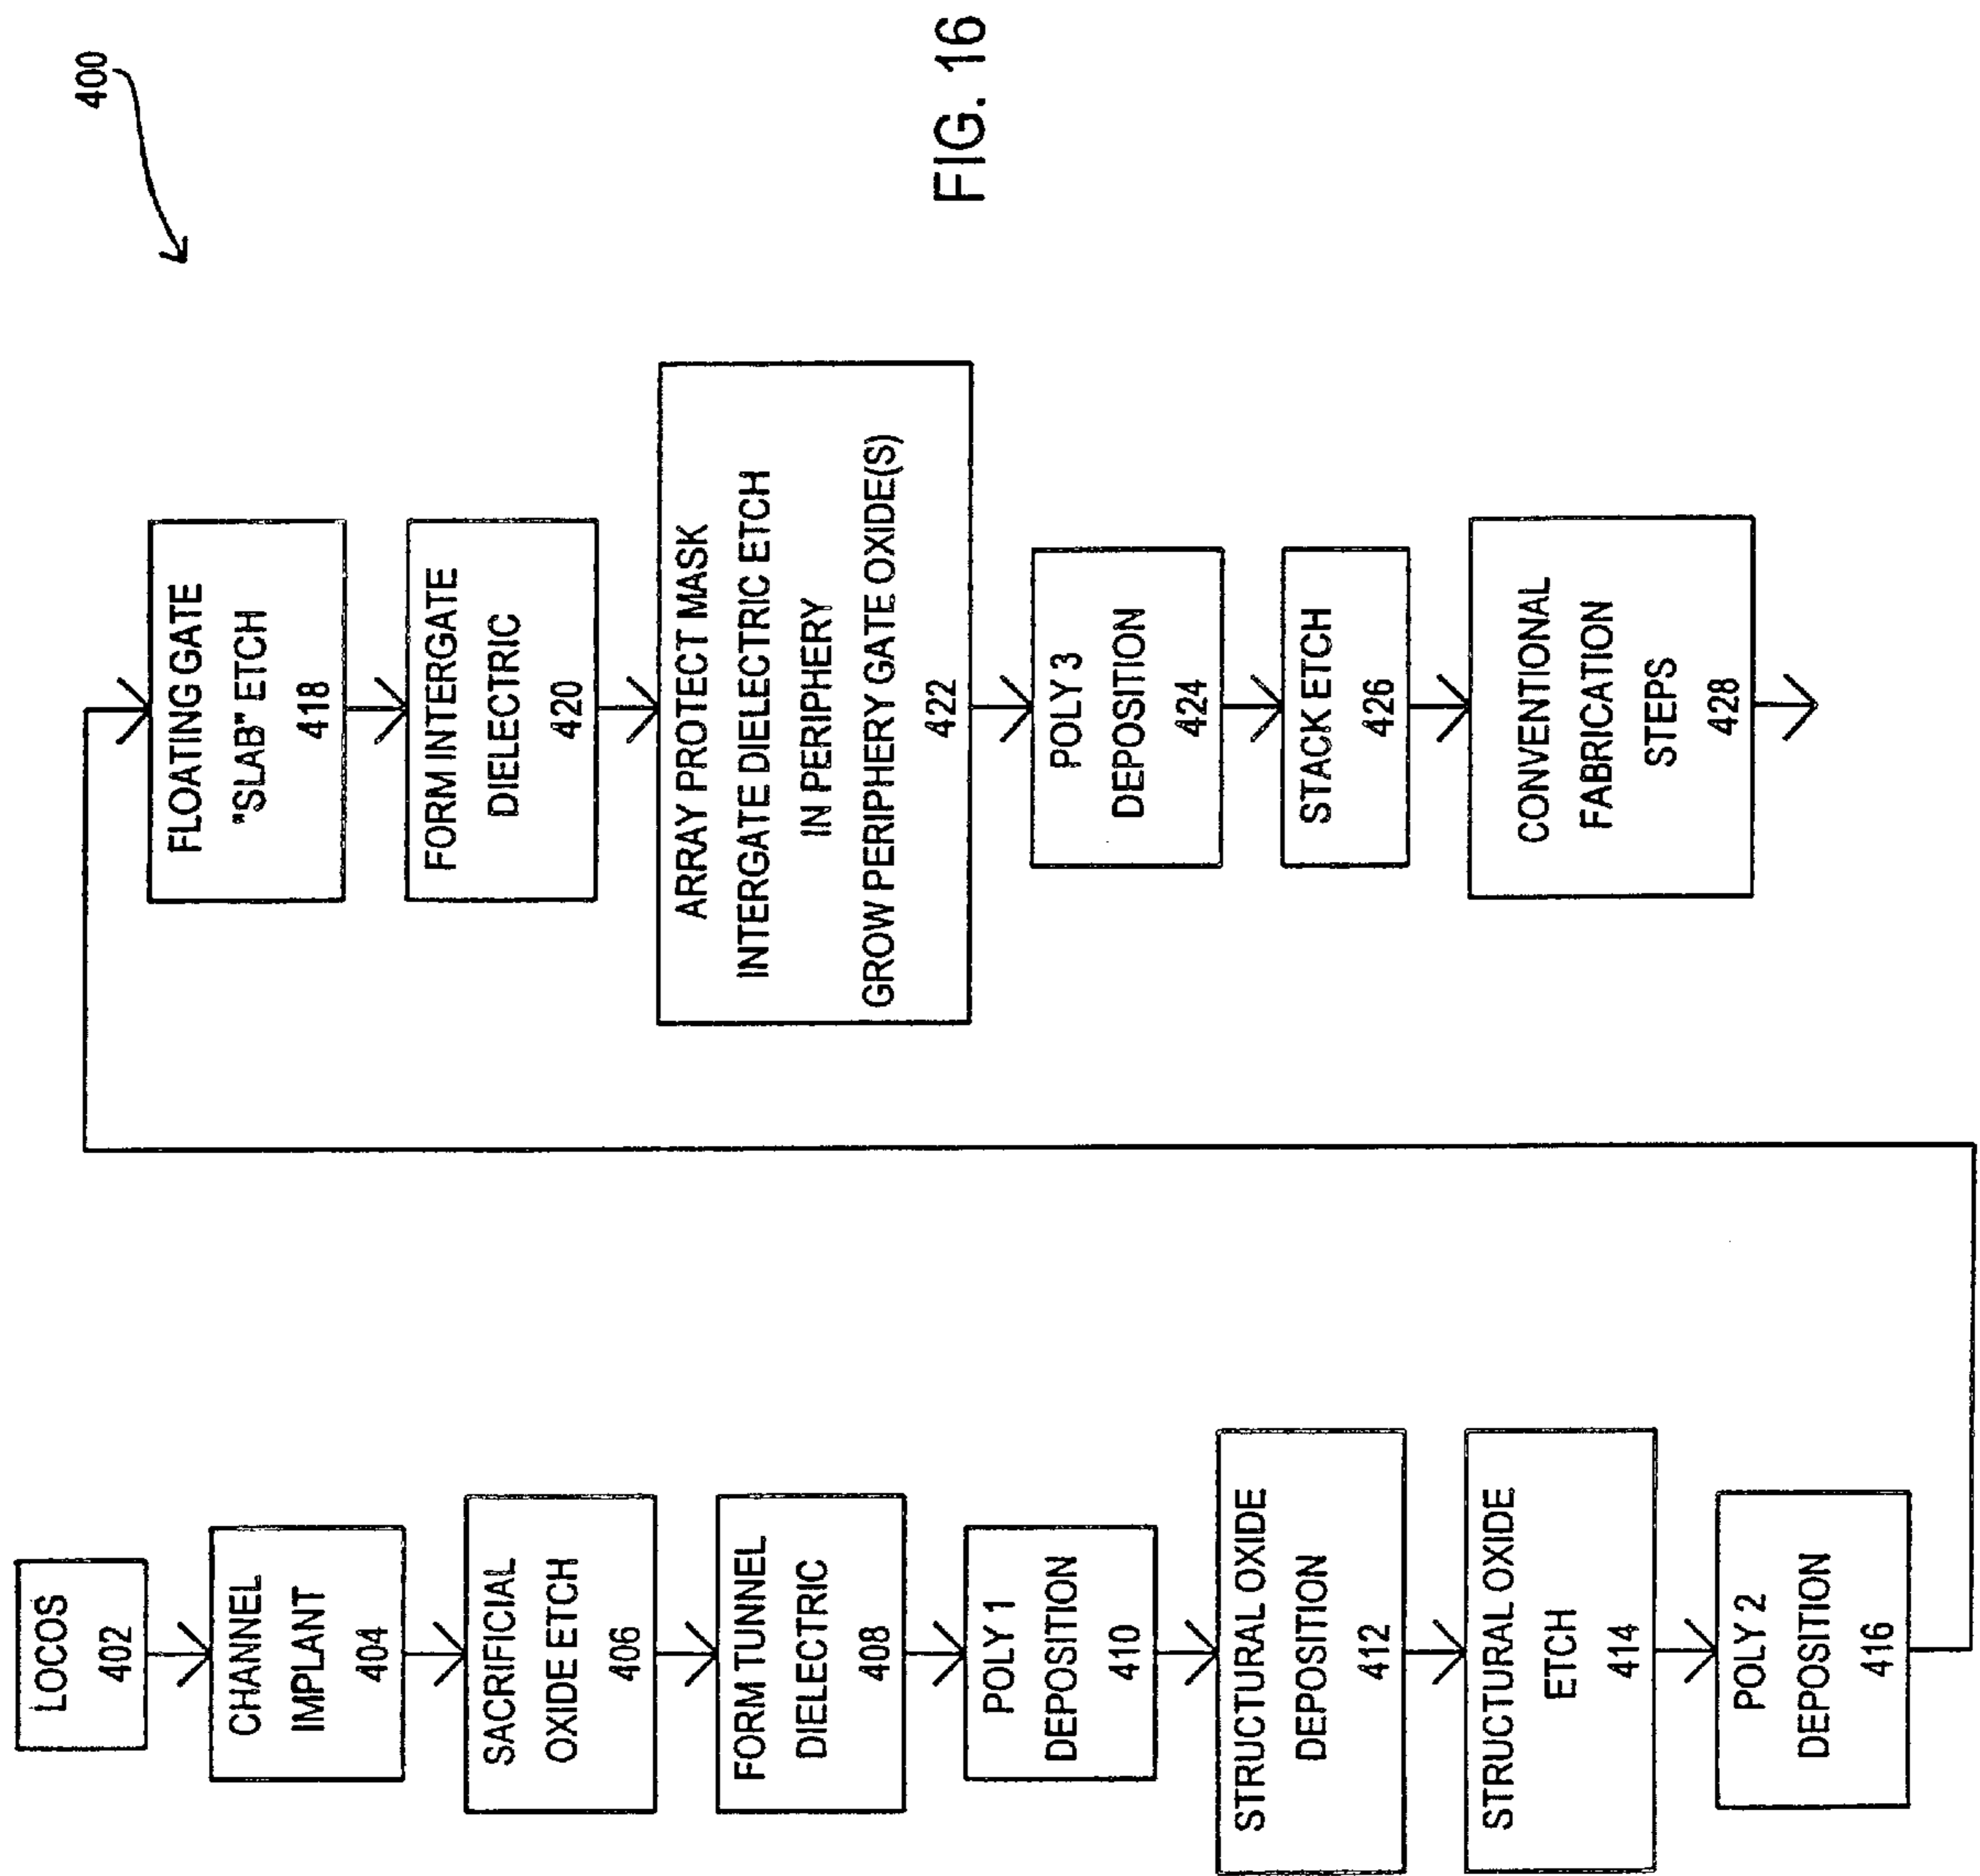 400
LOCOS
402
CHANNEL
IMPLANT
404
SACRIFICIAL
OXIDE ETCH
406
FORM TUNNEL
DIELECTRIC
408
POLY 1
DEPOSITION
410
STRUCTURAL OXIDE
DEPOSITION
412
STRUCTURAL OXIDE
ETCH
414
POLY 2
DEPOSITION
416
FLOATING GATE
"SLAB" ETCH
418
FORM INTERGATE
DIELECTRIC
420
ARRAY PROTECT MASK
INTERGATE DIELECTRIC ETCH
IN PERIPHERY
GROW PERIPHERY GATE OXIDE(S)
422
POLY 3
DEPOSITION
424
STACK ETCH
426
CONVENTIONAL
FABRICATION
STEPS
428
FIG. 16